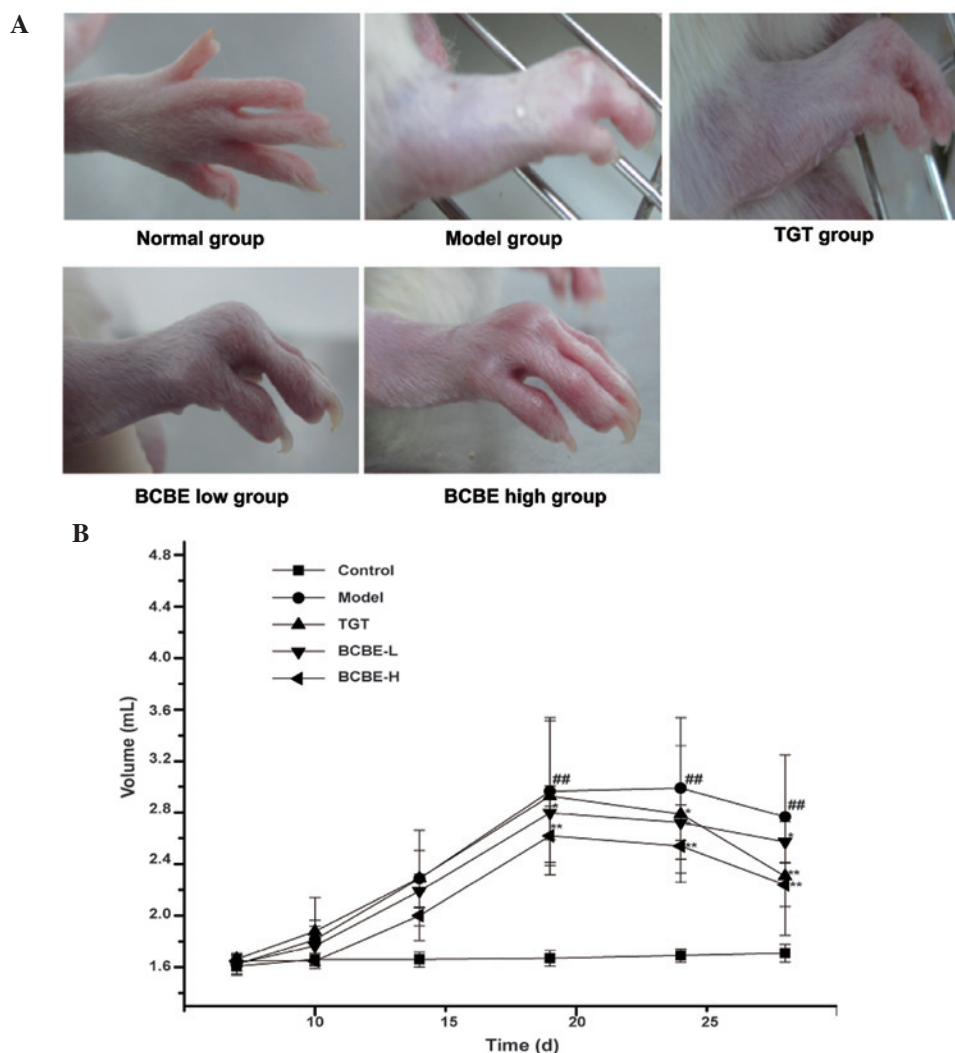 A
Normal group
Model group
TGT group
BCBE low group
BCBE high group
B
Control
Model
TGT
BCBE-L
BCBE-H
Volume (mL)
4.8
4.4
4.0
3.6
3.2
2.8
2.4
2.0
1.6
## ## ##
* * *
** ** ** **
10 15 20 25
Time (d)